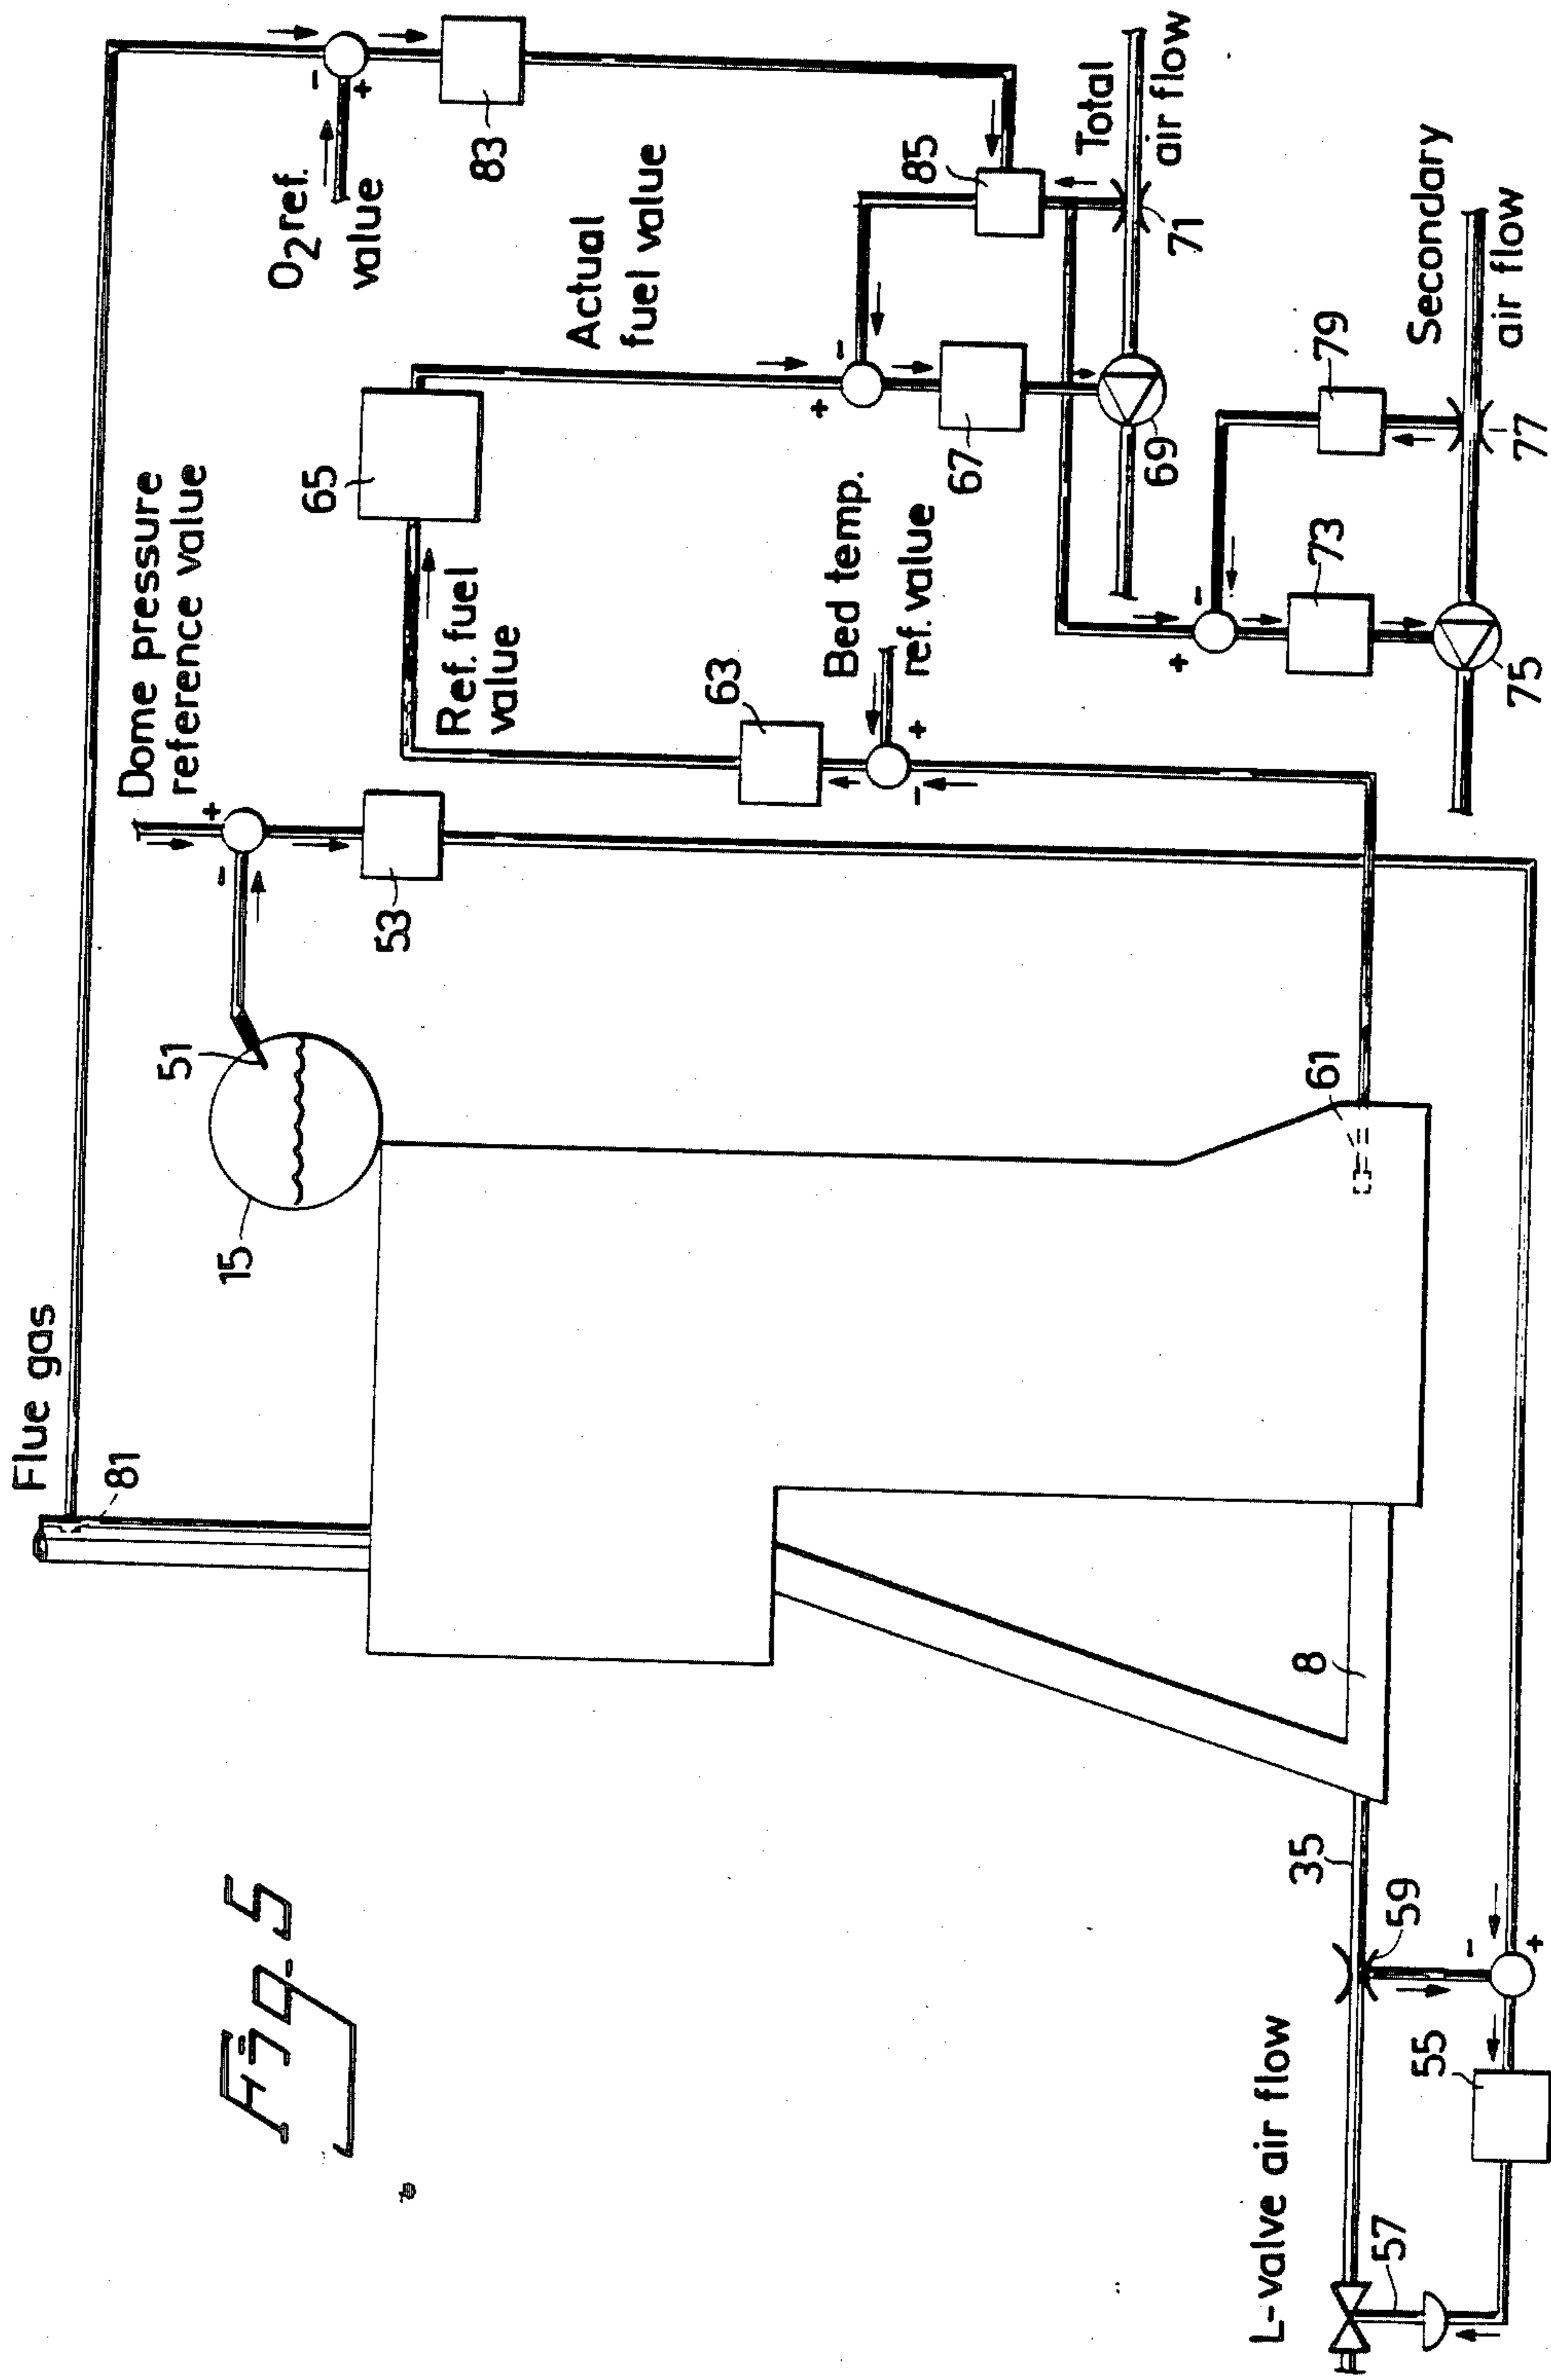 Flue gas
81
Dome pressure
reference value
O2 ref.
value
+
-
83
51
15
+
-
53
65
Ref. fuel
value
Actual
fuel value
85
Total
air flow
71
+
-
67
69
63
Bed temp.
ref. value
+
-
+
-
73
75
79
77
Secondary
air flow
61
8
35
59
-
+
55
57
L-valve air flow
Fig. 5